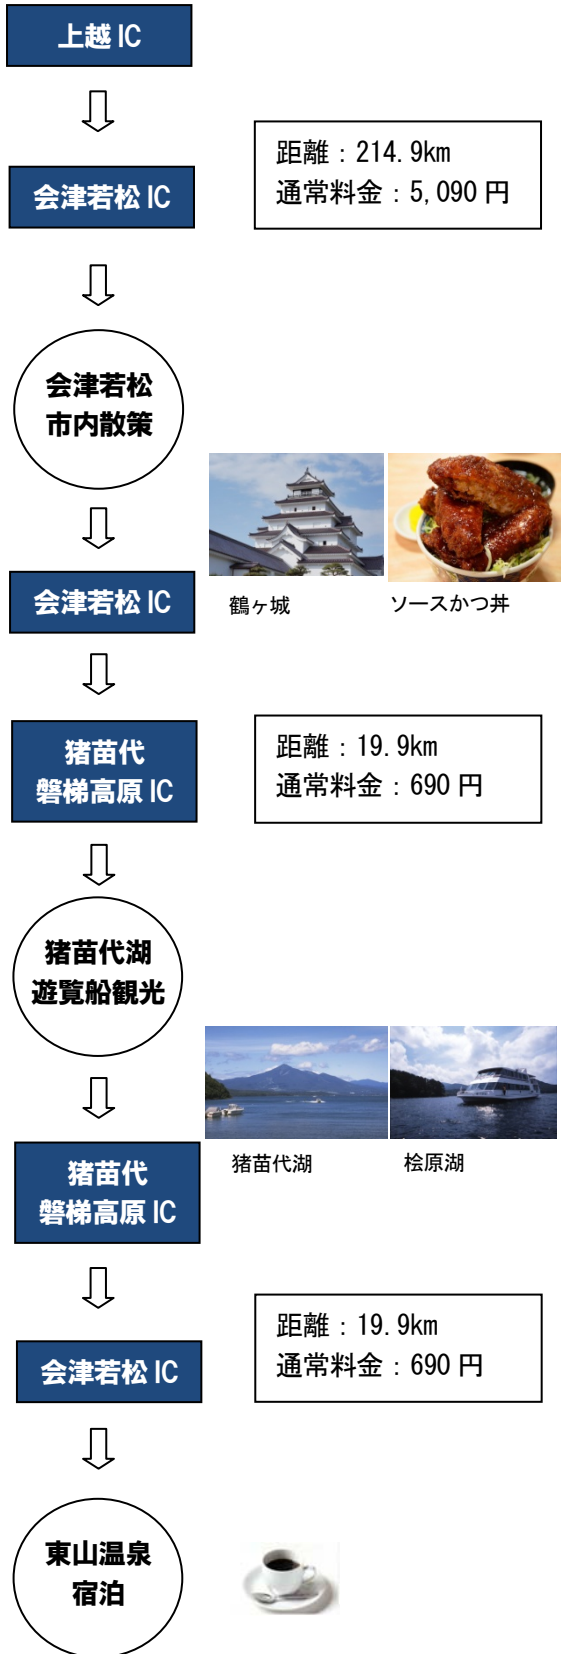 上越 IC
会津若松 IC
距離：214.9km
通常料金：5,090 円
会津若松
市内散策
会津若松 IC
鶴ヶ城
ソースかつ丼
猪苗代
磐梯高原 IC
距離：19.9km
通常料金：690 円
猪苗代湖
遊覧船観光
猪苗代湖
桧原湖
猪苗代
磐梯高原 IC
会津若松 IC
距離：19.9km
通常料金：690 円
東山温泉
宿泊